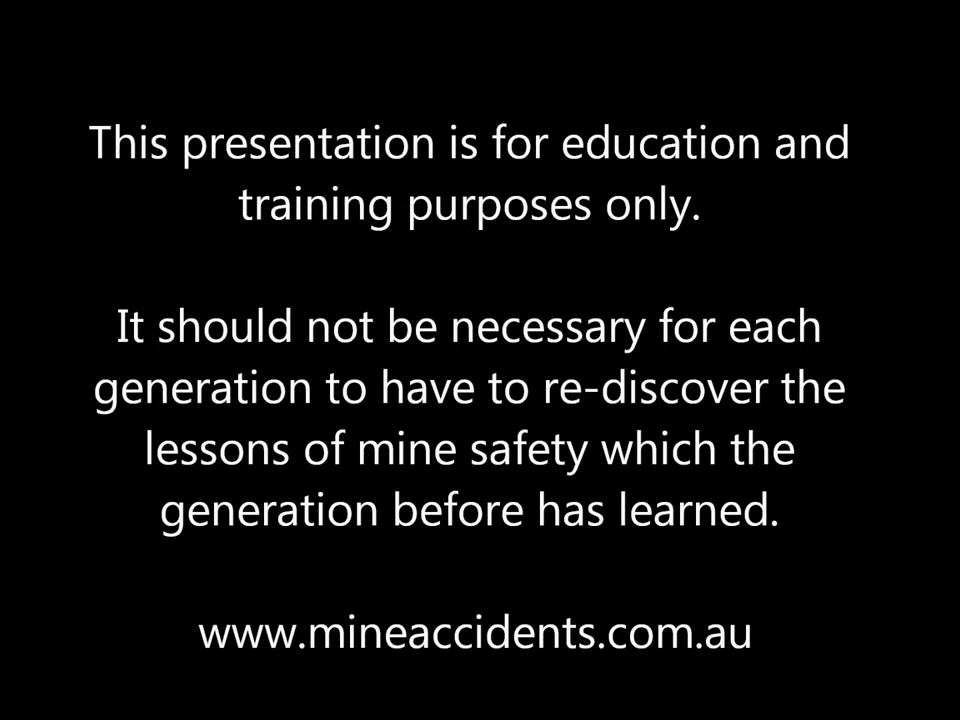 This presentation is for education and
training purposes only.
It should not be necessary for each
generation to have to re-discover the
lessons of mine safety which the
generation before has learned.
www.mineaccidents.com.au